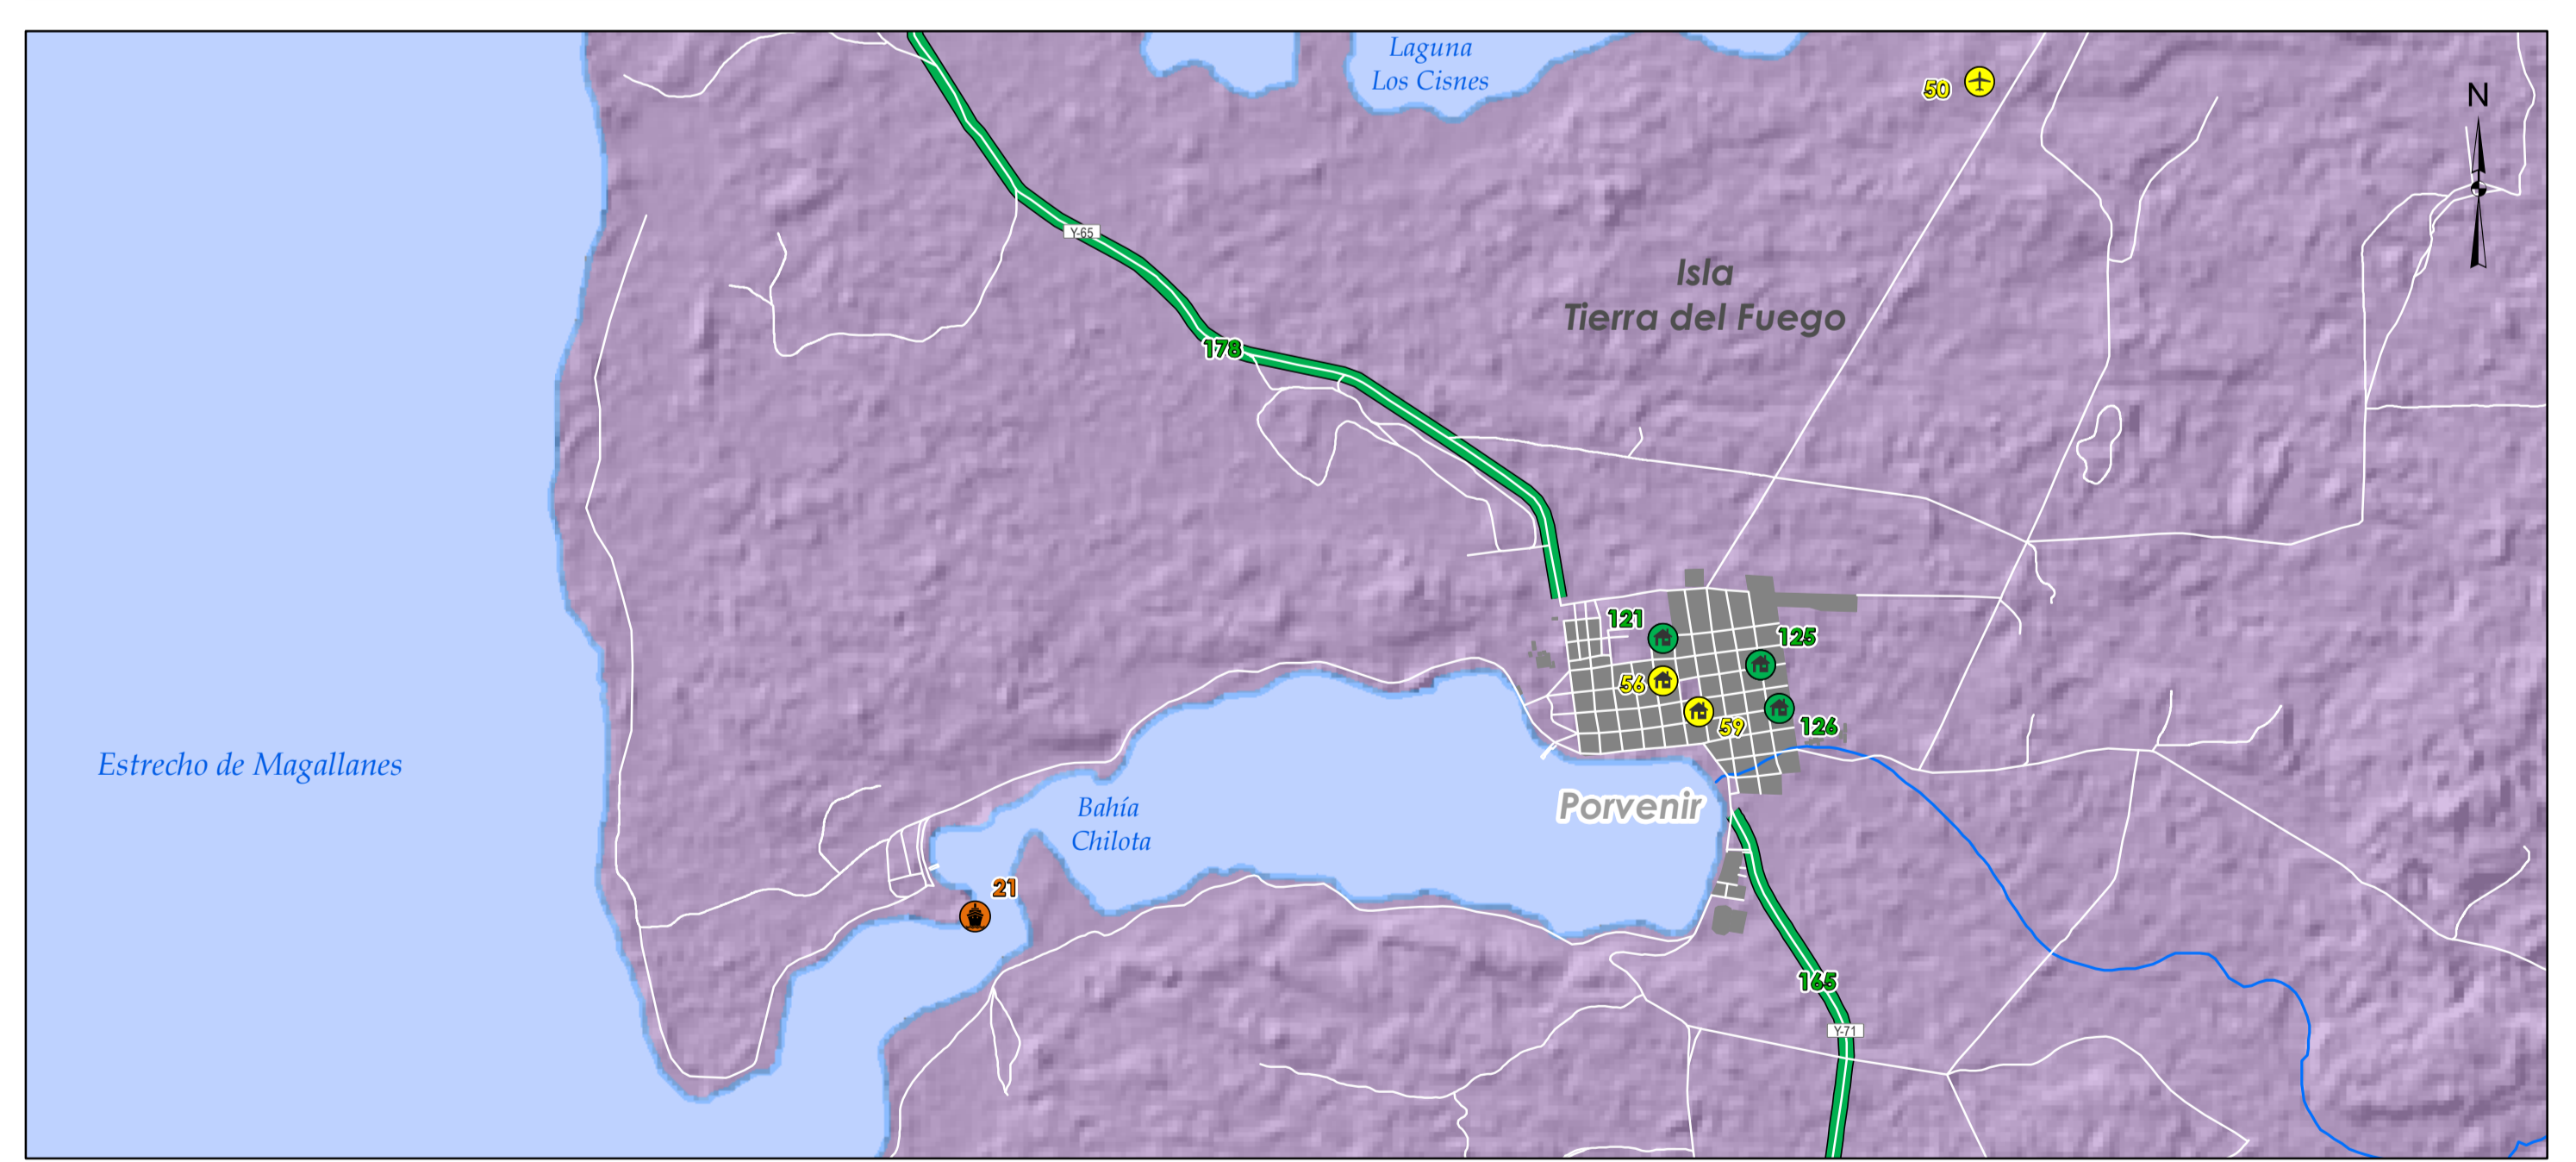 Laguna
Los Cisnes
50
N
Y-65
Isla
Tierra del Fuego
178
121
125
56
59
126
Estrecho de Magallanes
Porvenir
Bahía
Chilota
21
165
Y-71